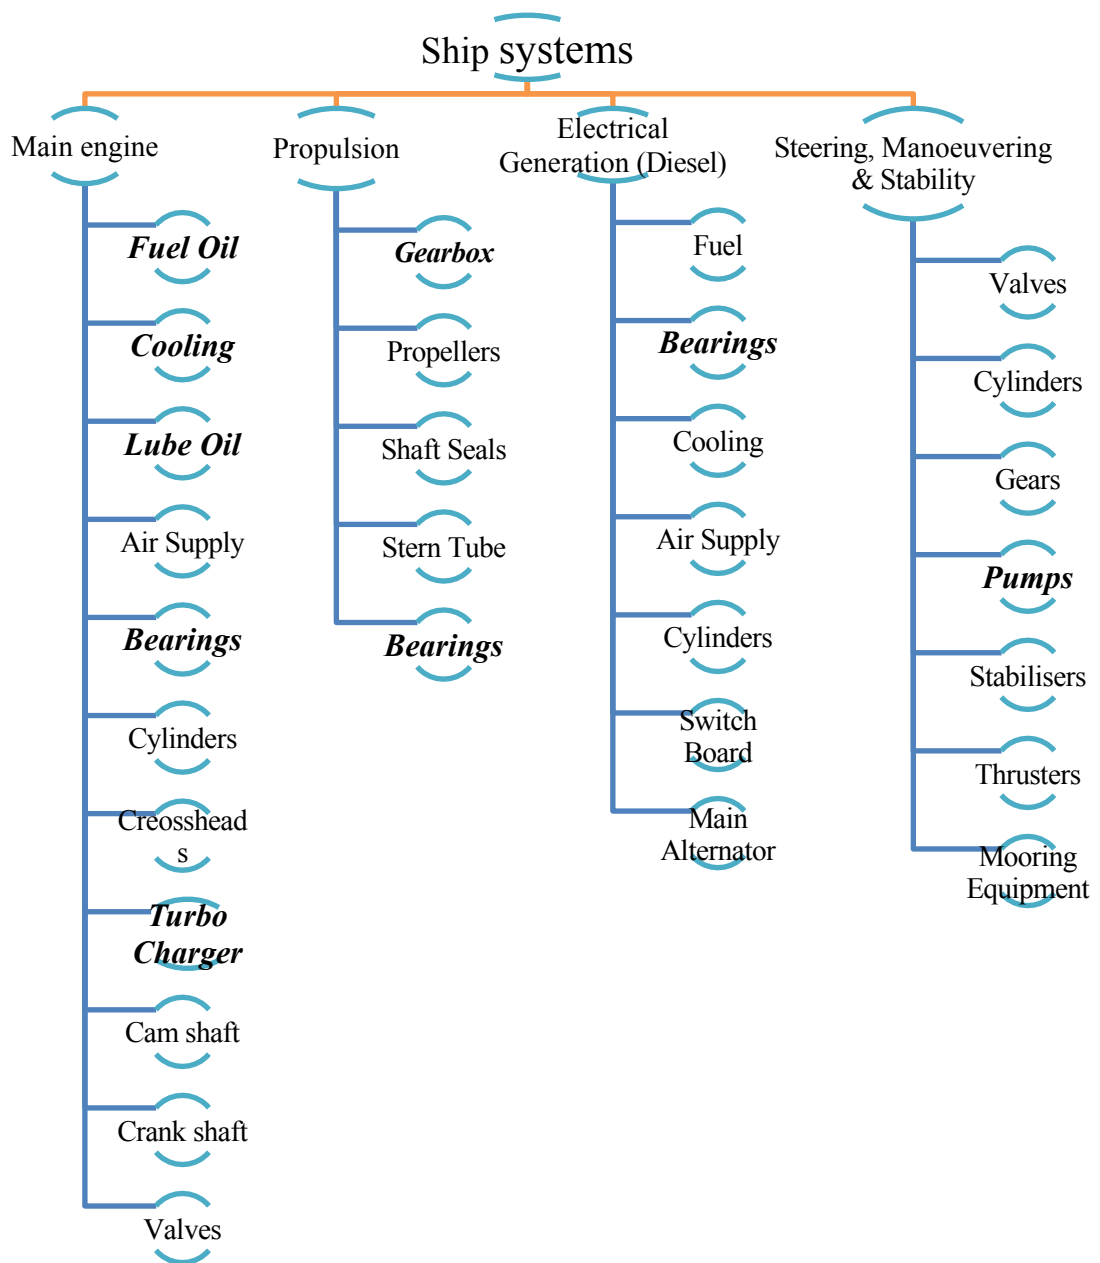 Ship systems
Main engine
Fuel Oil
Cooling
Lube Oil
Air Supply
Bearings
Cylinders
Creosshead
s
Turbo
Charger
Cam shaft
Crank shaft
Valves
Propulsion
Gearbox
Propellers
Shaft Seals
Stern Tube
Bearings
Electrical
Generation (Diesel)
Fuel
Bearings
Cooling
Air Supply
Cylinders
Switch
Board
Main
Alternator
Steering, Manoeuvering
& Stability
Valves
Cylinders
Gears
Pumps
Stabilisers
Thrusters
Mooring
Equipment